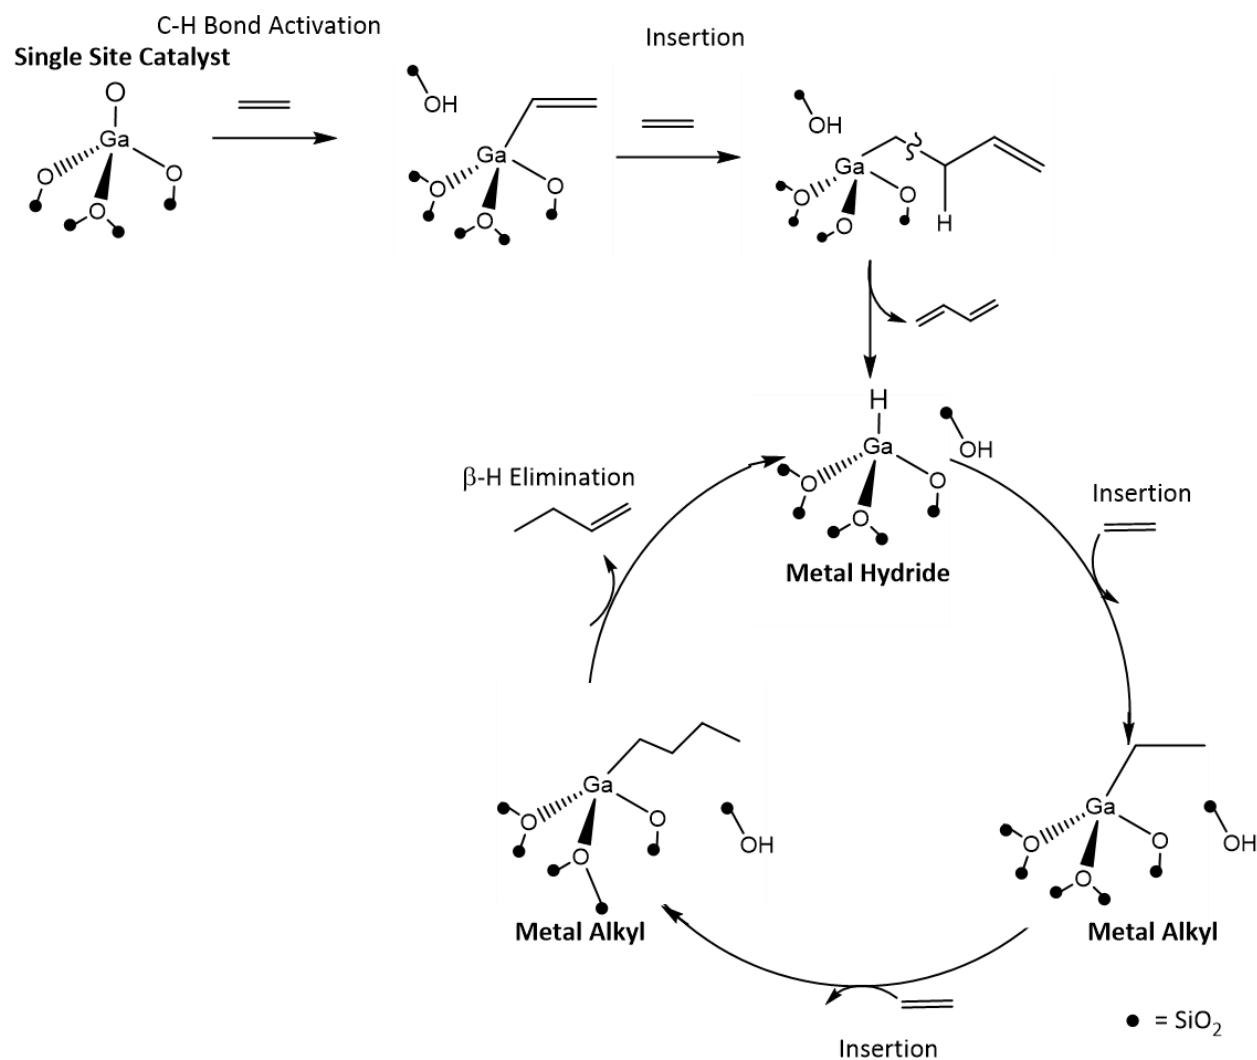 C-H Bond Activation
Insertion
Single Site Catalyst
O
Ga
O
O
O
OH
Ga
O
O
O
OH
Ga
O
O
O
H
H
Ga
OH
O
O
O
Metal Hydride
β-H Elimination
Insertion
Ga
O
O
O
OH
Metal Alkyl
Ga
O
O
O
OH
Metal Alkyl
Insertion
= SiO₂